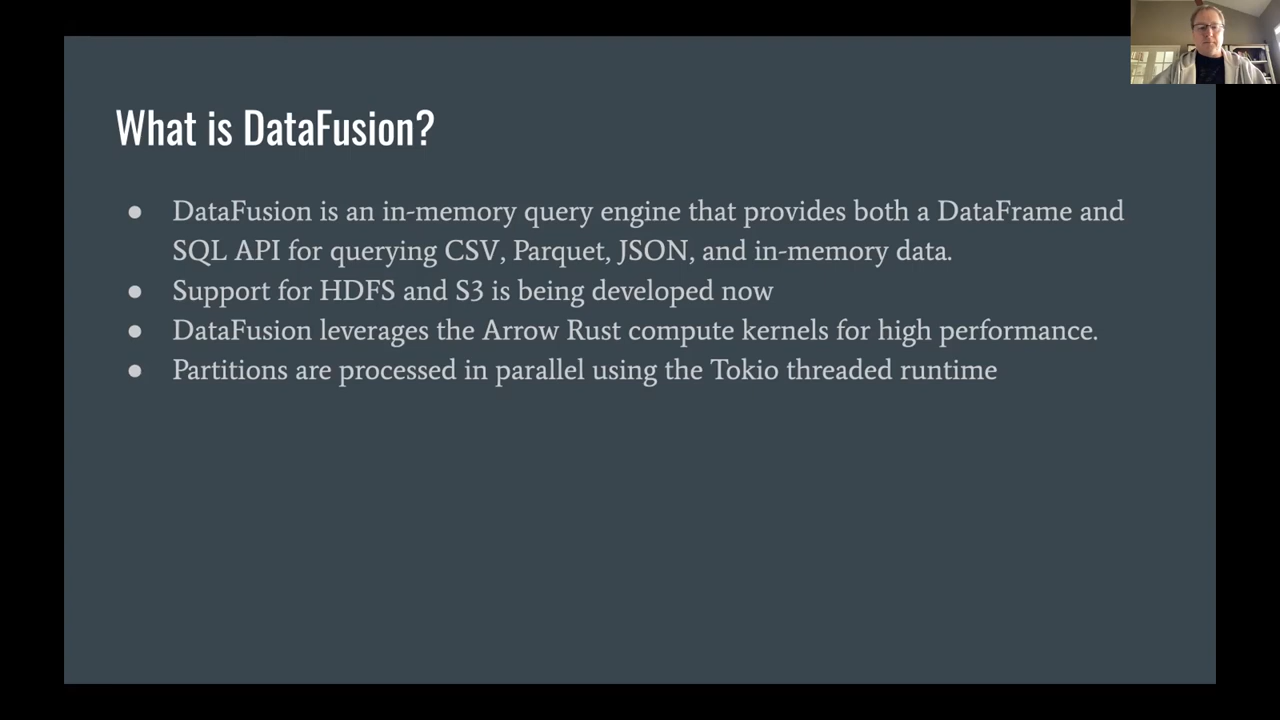 What is DataFusion?
● DataFusion is an in-memory query engine that provides both a DataFrame and
SQL API for querying CSV, Parquet, JSON, and in-memory data.
● Support for HDFS and S3 is being developed now
● DataFusion leverages the Arrow Rust compute kernels for high performance.
● Partitions are processed in parallel using the Tokio threaded runtime